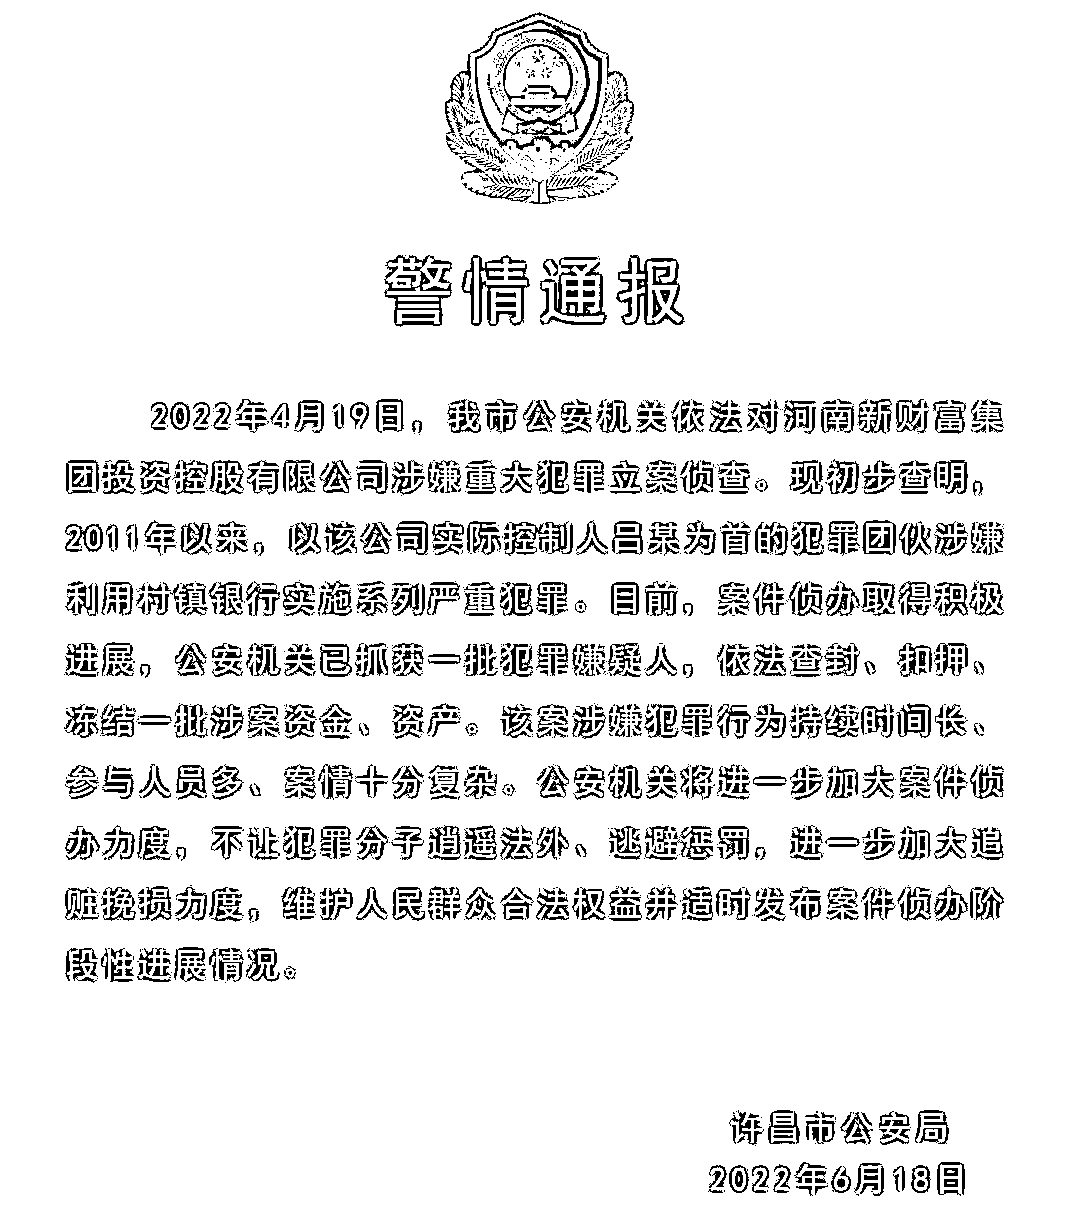 警情通报
2022年4月19日，我市公安机关依法对河南新财富集
团投资控股有限公司涉嫌重大犯罪立案侦查。现初步查明，
2011年以来，以该公司实际控制人吕某为首的犯罪团伙涉嫌
利用村镇银行实施系列严重犯罪。目前，案件侦办取得积极
进展，公安机关已抓获一批犯罪嫌疑人，依法查封、扣押、
冻结一批涉案资金、资产。该案涉嫌犯罪行为持续时间长、
参与人员多、案情十分复杂。公安机关将进一步加大案件侦
办力度，不让犯罪分子逍遥法外、逃避惩罚，进一步加大追
赃挽损力度，维护人民群众合法权益并适时发布案件侦办阶
段性进展情况。
许昌市公安局
2022年6月18日